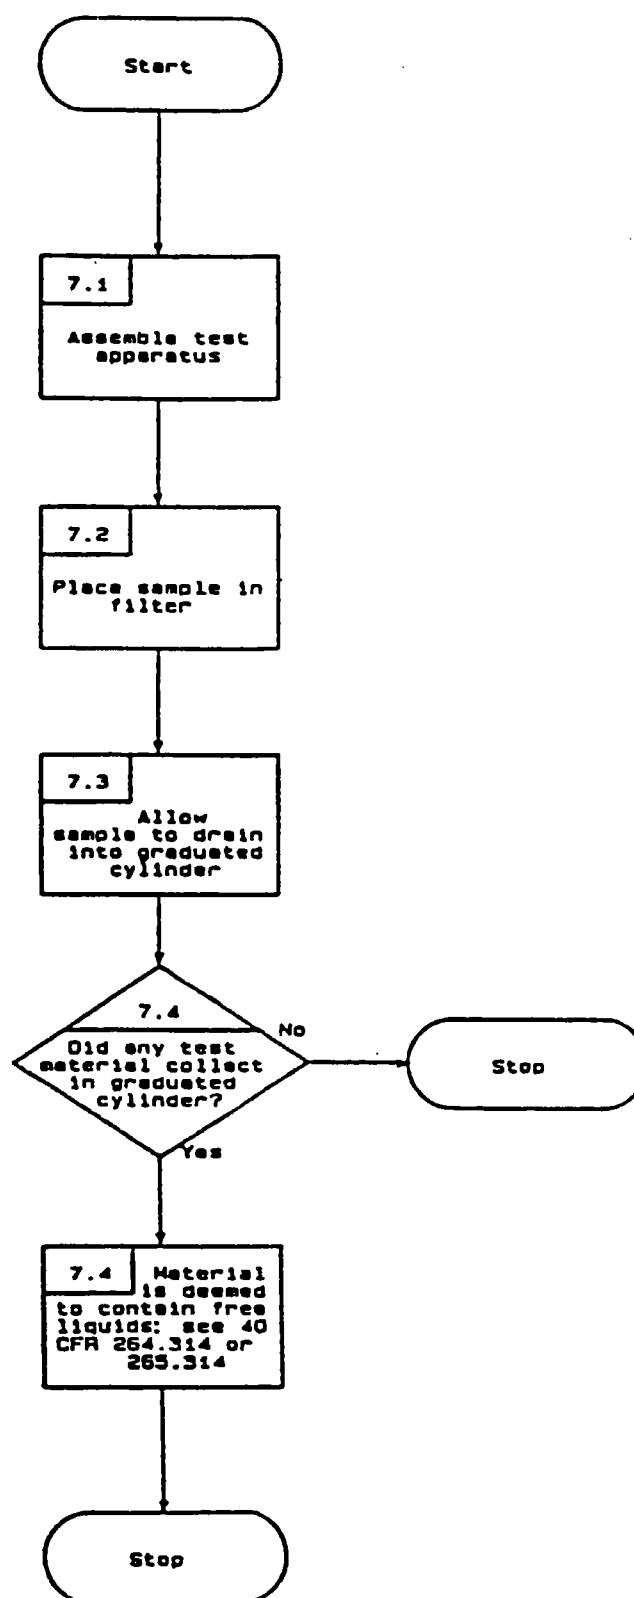 Start
7.1
Assemble test
apparatus
7.2
Place sample in
filter
7.3
Allow
sample to drain
into graduated
cylinder
7.4
Did any test
material collect
in graduated
cylinder?
No
Stop
Yes
7.4 Material
is deemed
to contain free
liquids: see 40
CFR 264.314 or
265.314
Stop